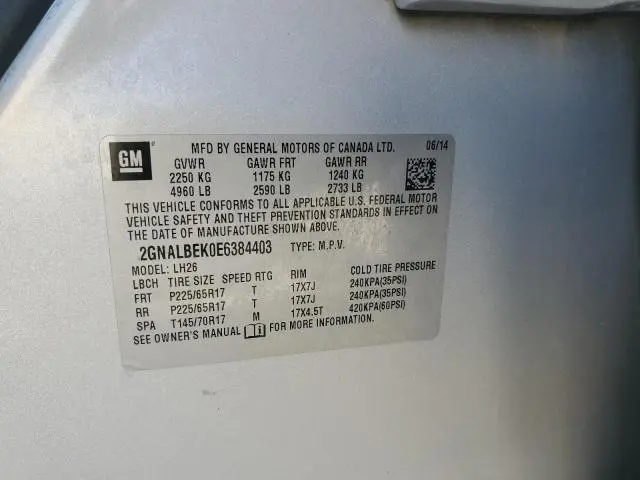 MFD BY GENERAL MOTORS OF CANADA LTD. 06/14
GM
GVWR GAWR FRT GAWR RR
2250 KG 1175 KG 1240 KG
4960 LB 2590 LB 2733 LB
THIS VEHICLE CONFORMS TO ALL APPLICABLE U.S. FEDERAL MOTOR
VEHICLE SAFETY AND THEFT PREVENTION STANDARDS IN EFFECT ON
THE DATE OF MANUFACTURE SHOWN ABOVE.
2GNALBEK0E6384403 TYPE: M.P.V.
MODEL: LH26
LBCH TIRE SIZE SPEED RTG RIM COLD TIRE PRESSURE
FRT P225/65R17 T 17X7J 240KPA(35PSI)
RR P225/65R17 T 17X7J 240KPA(35PSI)
SPA T145/70R17 M 17X4.5T 420KPA(60PSI)
SEE OWNER'S MANUAL FOR MORE INFORMATION.